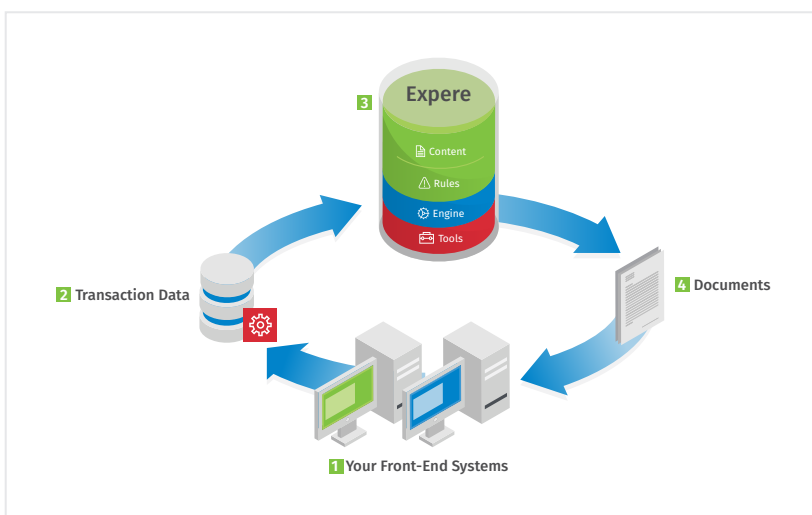 3
Expere
Content
Rules
Engine
Tools
2 Transaction Data
4 Documents
1 Your Front-End Systems